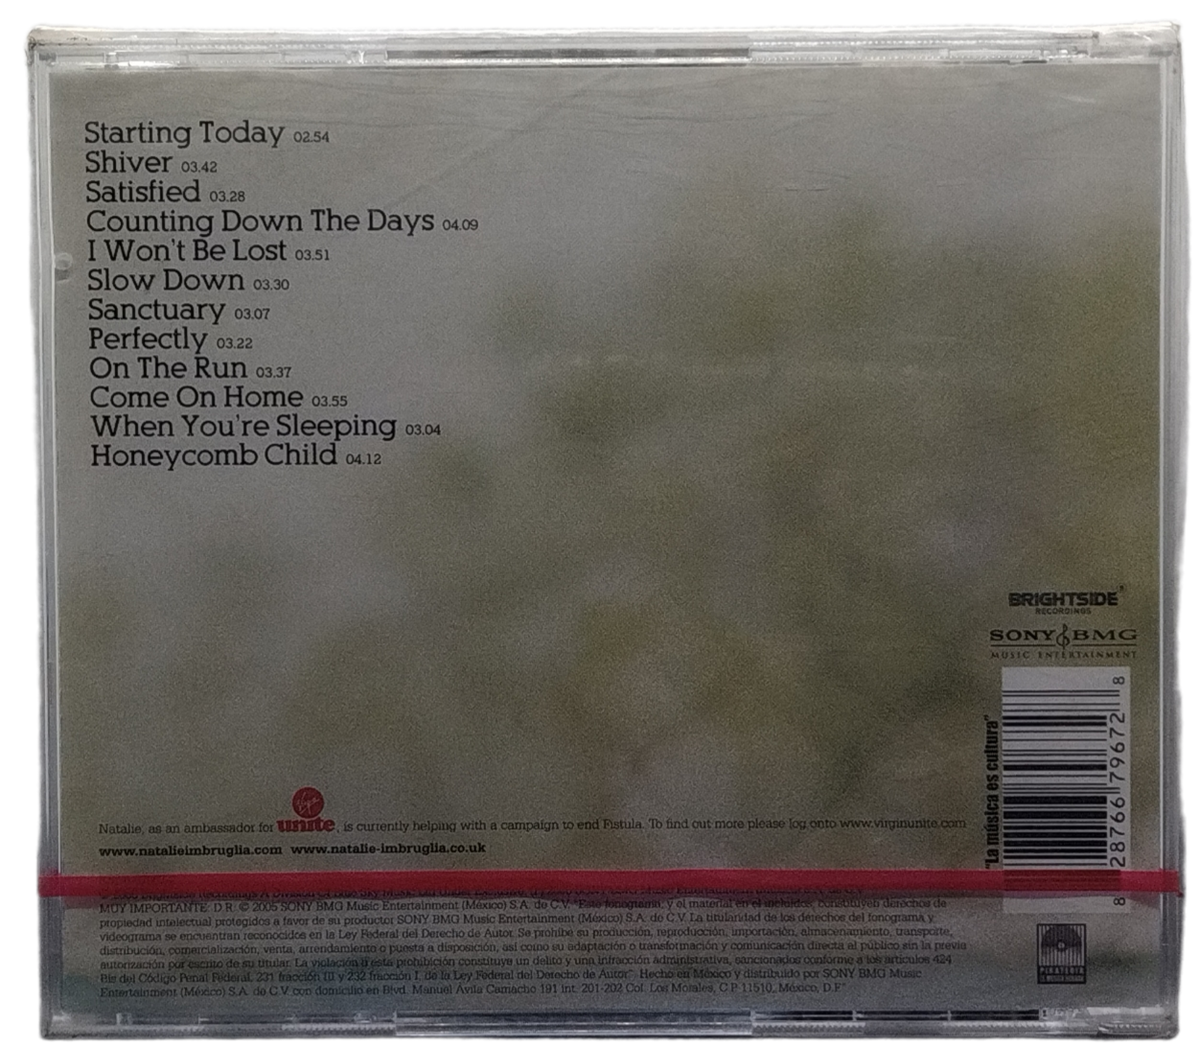 Starting Today 02.54
Shiver 03.42
Satisfied 03.28
Counting Down The Days 04.09
I Won't Be Lost 03.51
Slow Down 03.30
Sanctuary 03.07
Perfectly 03.22
On The Run 03.37
Come On Home 03.55
When You're Sleeping 03.04
Honeycomb Child 04.12
BRIGHTSIDE
RECORDINGS
SONY BMG
MUSIC ENTERTAINMENT
"La música es cultura"
8 28766 79672 8
Virgin
Natalie, as an ambassador for unite, is currently helping with a campaign to end Fistula. To find out more please log onto www.virginunite.com
www.natalieimbruglia.com www.natalie-imbruglia.co.uk
MUY IMPORTANTE: D.R. © 2005 SONY BMG Music Entertainment (México) S.A. de C.V. "Este fonograma, y el material en el incluidos, constituyen derechos de
propiedad intelectual protegidos a favor de su productor SONY BMG Music Entertainment (México) S.A. de C.V. La titularidad de los derechos del fonograma y
videograma se encuentran reconocidos en la Ley Federal del Derecho de Autor. Se prohibe su producción, reproducción, importación, almacenamiento, transporte,
distribución, comercialización, venta, arrendamiento o puesta a disposición, así como su adaptación o transformación y comunicación directa al público sin la previa
autorización por escrito de su titular. La violación a esta prohibición constituye un delito y una infracción administrativa, sancionados conforme a los artículos 424
Bis del Código Penal Federal, 231 fracción III y 232 fracción I, de la Ley Federal del Derecho de Autor". Hecho en México y distribuido por SONY BMG Music
Entertainment (México) S.A. de C.V. con domicilio en Blvd. Manuel Ávila Camacho 191 Int. 201-202 Col. Los Morales, C.P. 11510, México, D.F."
PIRATERIA